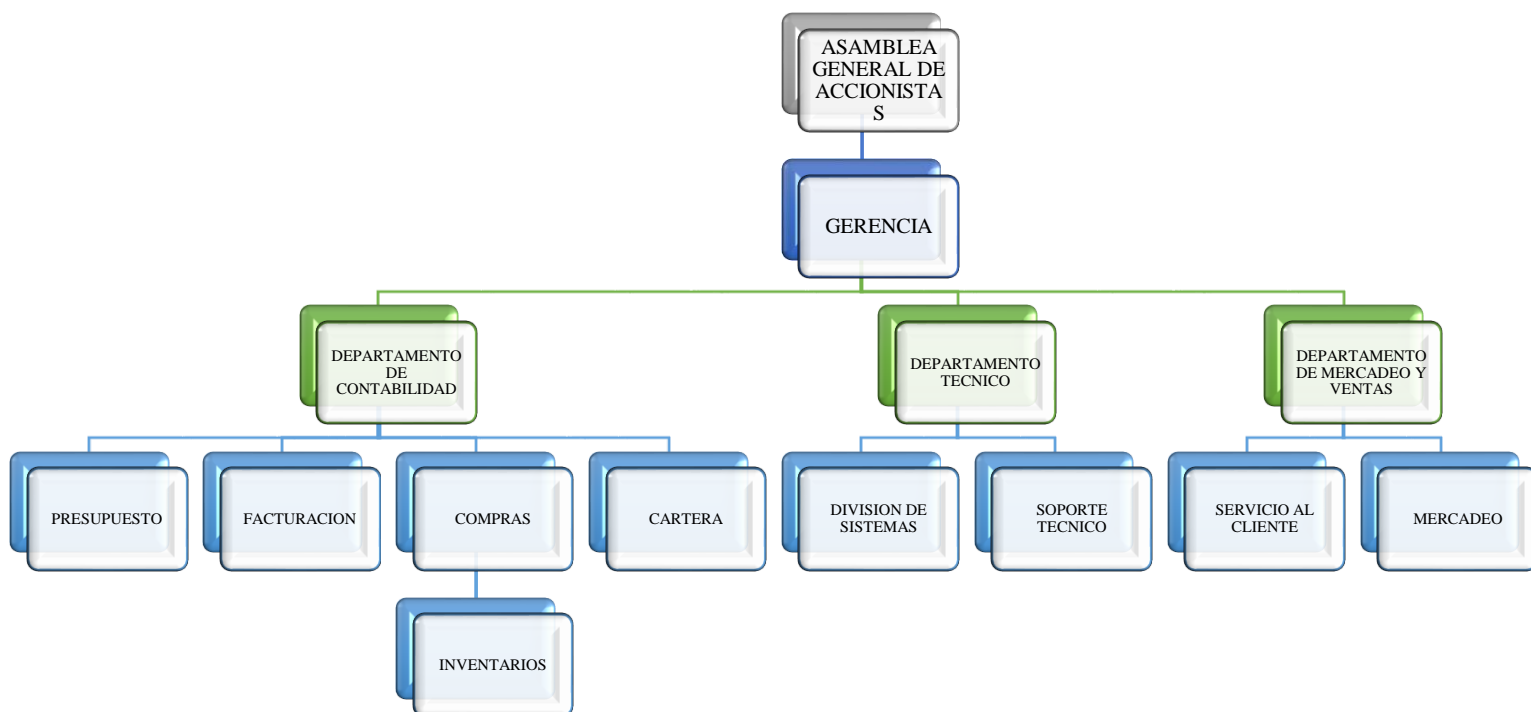 ASAMBLEA
GENERAL DE
ACCIONISTA
S
GERENCIA
DEPARTAMENTO
DE
CONTABILIDAD
DEPARTAMENTO
TECNICO
DEPARTAMENTO
DE MERCADEO Y
VENTAS
PRESUPUESTO
FACTURACION
COMPRAS
CARTERA
DIVISION DE
SISTEMAS
SOPORTE
TECNICO
SERVICIO AL
CLIENTE
MERCADEO
INVENTARIOS